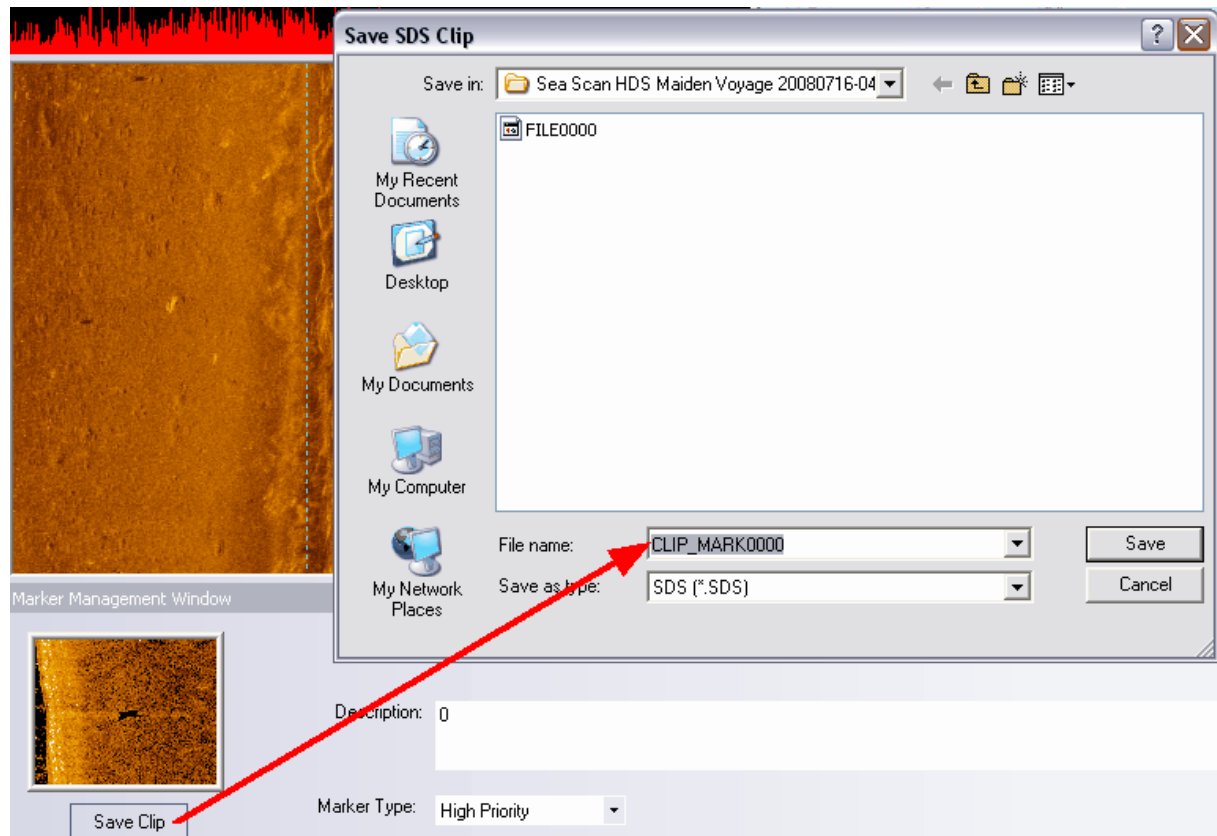 Save SDS Clip
Save in: Sea Scan HDS Maiden Voyage 20080716-04
FILE0000
My Recent
Documents
Desktop
My Documents
My Computer
My Network
Places
File name: CLIP_MARK0000 Save
Save as type: SDS (*.SDS) Cancel
Marker Management Window
Description: 0
Save Clip
Marker Type: High Priority